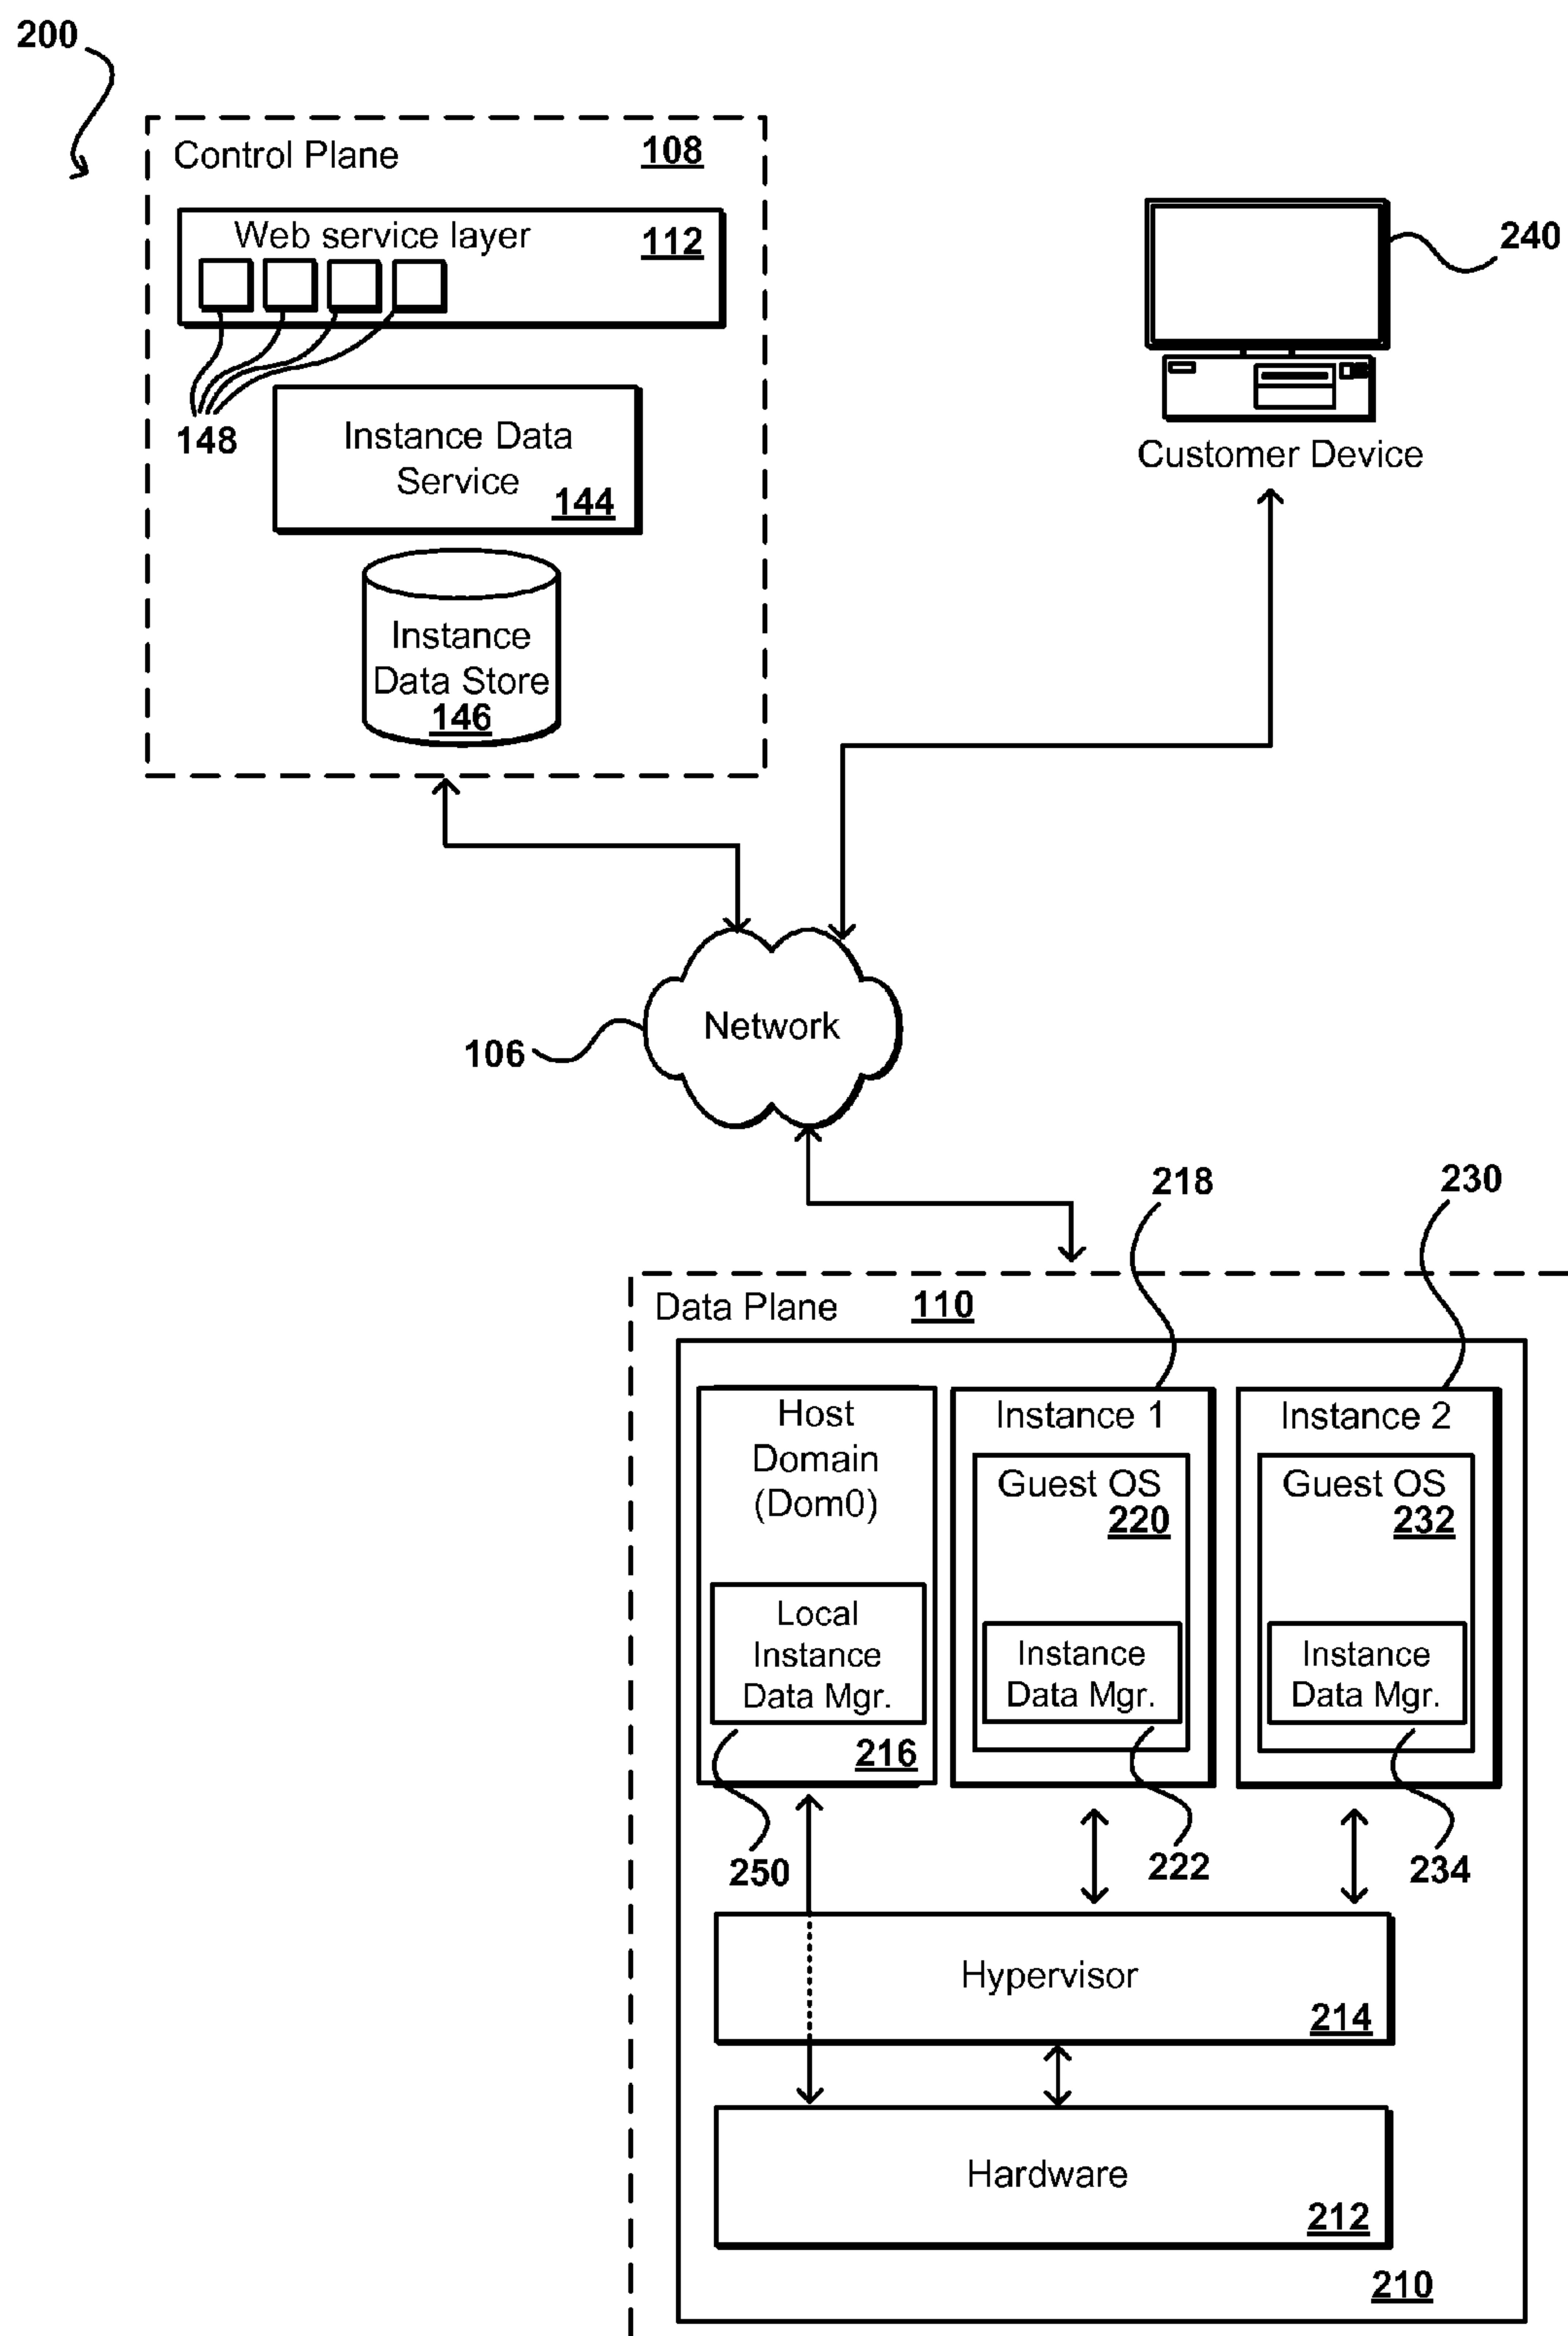 200
Control Plane 108
Web service layer 112
148
Instance Data
Service 144
Instance
Data Store
146
240
Customer Device
106
Network
218
230
Data Plane 110
Host
Domain
(Dom0)
Local
Instance
Data Mgr.
216
250
Instance 1
Guest OS
220
Instance
Data Mgr.
222
Instance 2
Guest OS
232
Instance
Data Mgr.
234
Hypervisor
214
Hardware
212
210